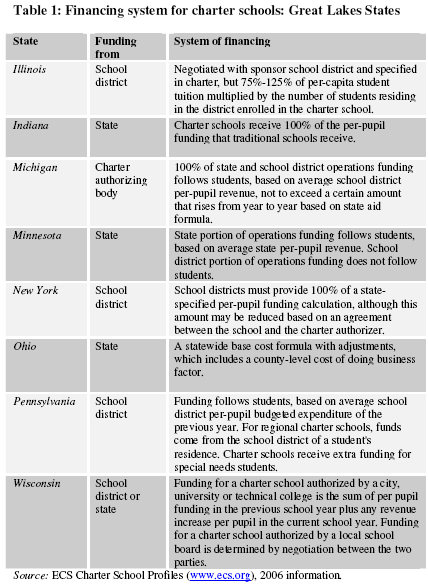 Table 1: Financing system for charter schools: Great Lakes States
State
Funding
from
System of financing
Illinois
School
district
Negotiated with sponsor school district and specified
in charter, but 75%-125% of per-capita student
tuition multiplied by the number of students residing
in the district enrolled in the charter school.
Indiana
State
Charter schools receive 100% of the per-pupil
funding that traditional schools receive.
Michigan
Charter
authorizing
body
100% of state and school district operations funding
follows students, based on average school district
per-pupil revenue, not to exceed a certain amount
that rises from year to year based on state aid
formula.
Minnesota
State
State portion of operations funding follows students,
based on average state per-pupil revenue. School
district portion of operations funding does not follow
students.
New York
School
district
School districts must provide 100% of a state-
specified per-pupil funding calculation, although this
amount may be reduced based on an agreement
between the school and the charter authorizer.
Ohio
State
A statewide base cost formula with adjustments,
which includes a county-level cost of doing business
factor.
Pennsylvania
School
district
Funding follows students, based on average school
district per-pupil budgeted expenditure of the
previous year. For regional charter schools, funds
come from the school district of a student's
residence. Charter schools receive extra funding for
special needs students.
Wisconsin
School
district or
state
Funding for a charter school authorized by a city,
university or technical college is the sum of per pupil
funding in the previous school year plus any revenue
increase per pupil in the current school year. Funding
for a charter school authorized by a local school
board is determined by negotiation between the two
parties.
Source: ECS Charter School Profiles (www.ecs.org), 2006 information.